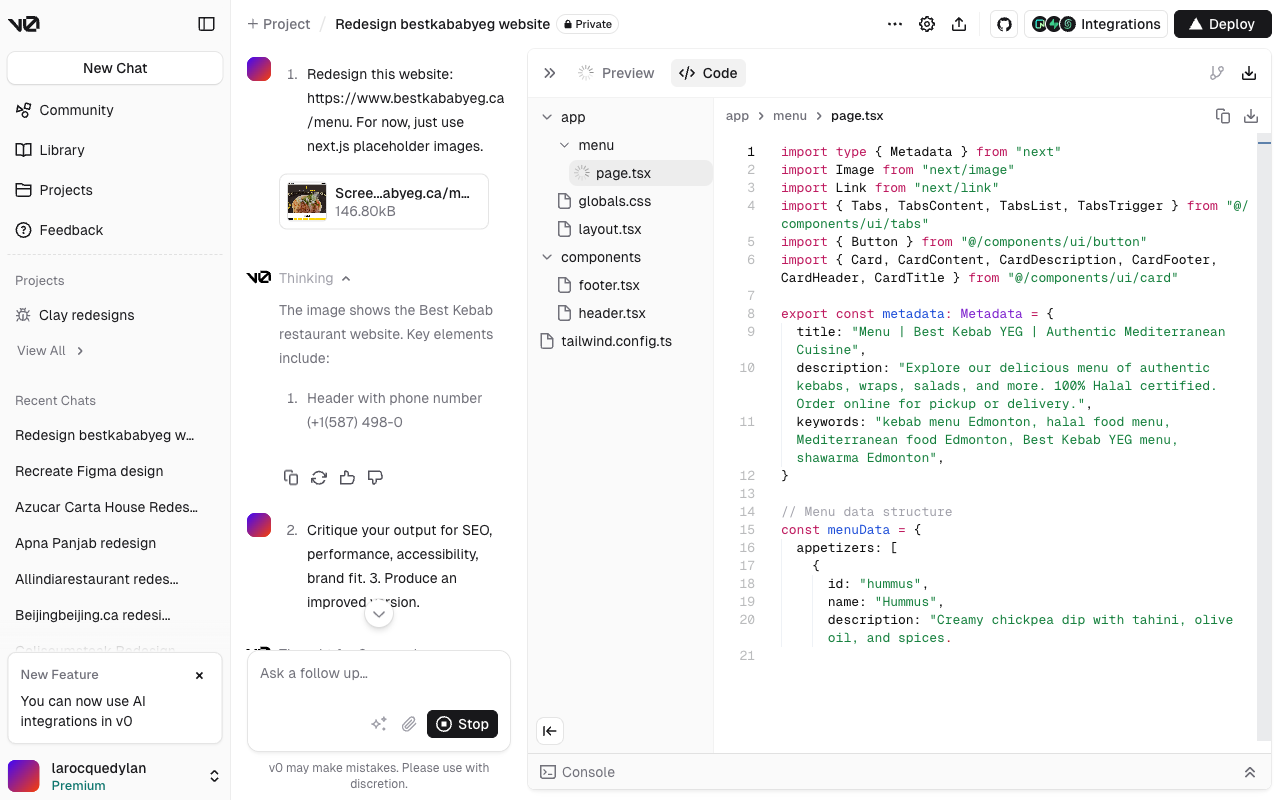 v0
Project / Redesign bestkababyeg website Private
Integrations
Deploy
New Chat
Community
Library
Projects
Feedback
Projects
Clay redesigns
View All
Recent Chats
Redesign bestkababyeg w...
Recreate Figma design
Azucar Carta House Redes...
Apna Panjab redesign
Allindiarestaurant redes...
Beijingbeijing.ca redesi...
New Feature
You can now use AI
integrations in v0
larocquedylan
Premium
1. Redesign this website:
https://www.bestkababyeg.ca
/menu. For now, just use
next.js placeholder images.
Scree...abyeg.ca/m...
146.80kB
v0 Thinking
The image shows the Best Kebab
restaurant website. Key elements
include:
1. Header with phone number
(+1(587) 498-0
2. Critique your output for SEO,
performance, accessibility,
brand fit. 3. Produce an
improved version.
Ask a follow up...
Stop
v0 may make mistakes. Please use with
discretion.
Preview
Code
app
menu
page.tsx
globals.css
layout.tsx
components
footer.tsx
header.tsx
tailwind.config.ts
app > menu > page.tsx
1 import type { Metadata } from "next"
2 import Image from "next/image"
3 import Link from "next/link"
4 import { Tabs, TabsContent, TabsList, TabsTrigger } from "@/
components/ui/tabs"
5 import { Button } from "@/components/ui/button"
6 import { Card, CardContent, CardDescription, CardFooter,
CardHeader, CardTitle } from "@/components/ui/card"
7
8 export const metadata: Metadata = {
9 title: "Menu | Best Kebab YEG | Authentic Mediterranean
Cuisine",
10 description: "Explore our delicious menu of authentic
kebabs, wraps, salads, and more. 100% Halal certified.
Order online for pickup or delivery.",
11 keywords: "kebab menu Edmonton, halal food menu,
Mediterranean food Edmonton, Best Kebab YEG menu,
shawarma Edmonton",
12 }
13
14 // Menu data structure
15 const menuData = {
16 appetizers: [
17 {
18 id: "hummus",
19 name: "Hummus",
20 description: "Creamy chickpea dip with tahini, olive
oil, and spices.
21
Console